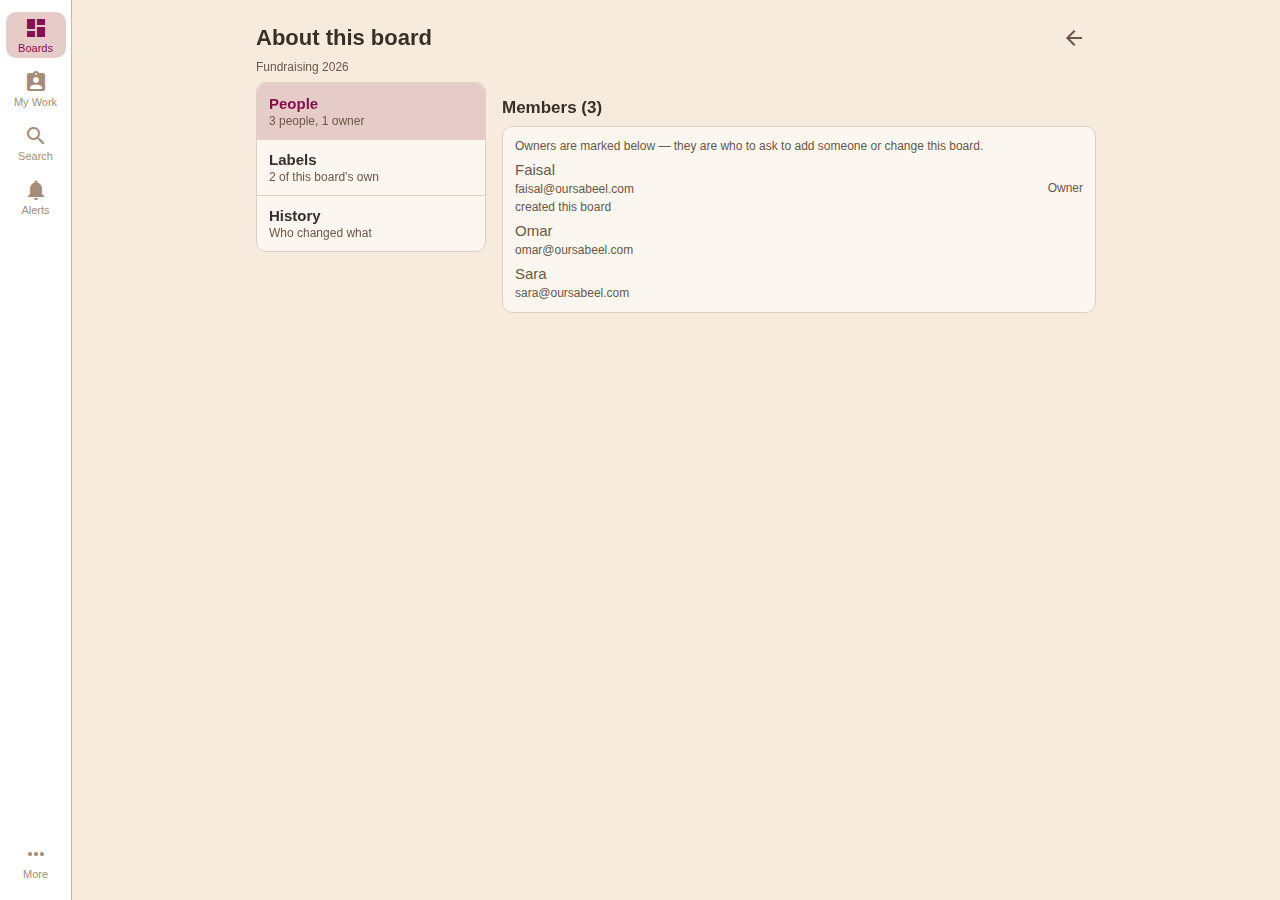 Boards
My Work
Search
Alerts
More
About this board
Fundraising 2026
People
3 people, 1 owner
Labels
2 of this board's own
History
Who changed what
Members (3)
Owners are marked below — they are who to ask to add someone or change this board.
Faisal
faisal@oursabeel.com
created this board
Owner
Omar
omar@oursabeel.com
Sara
sara@oursabeel.com